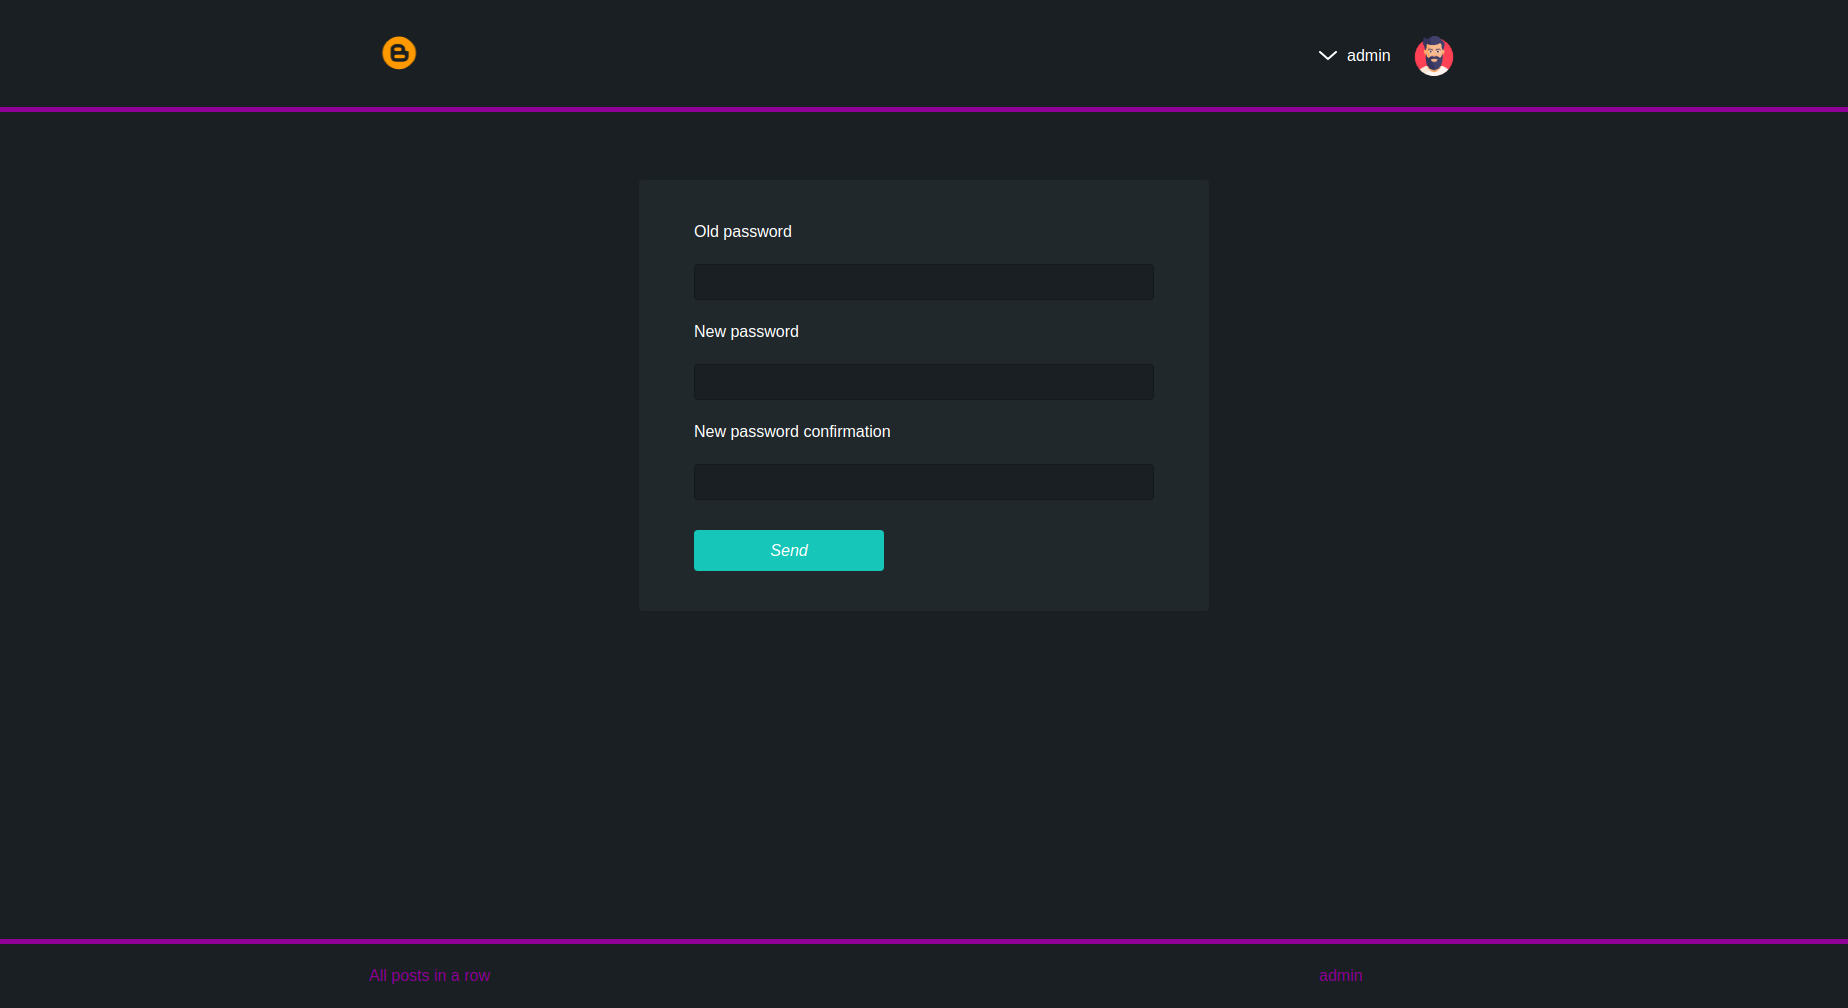 admin
Old password
New password
New password confirmation
Send
All posts in a row
admin